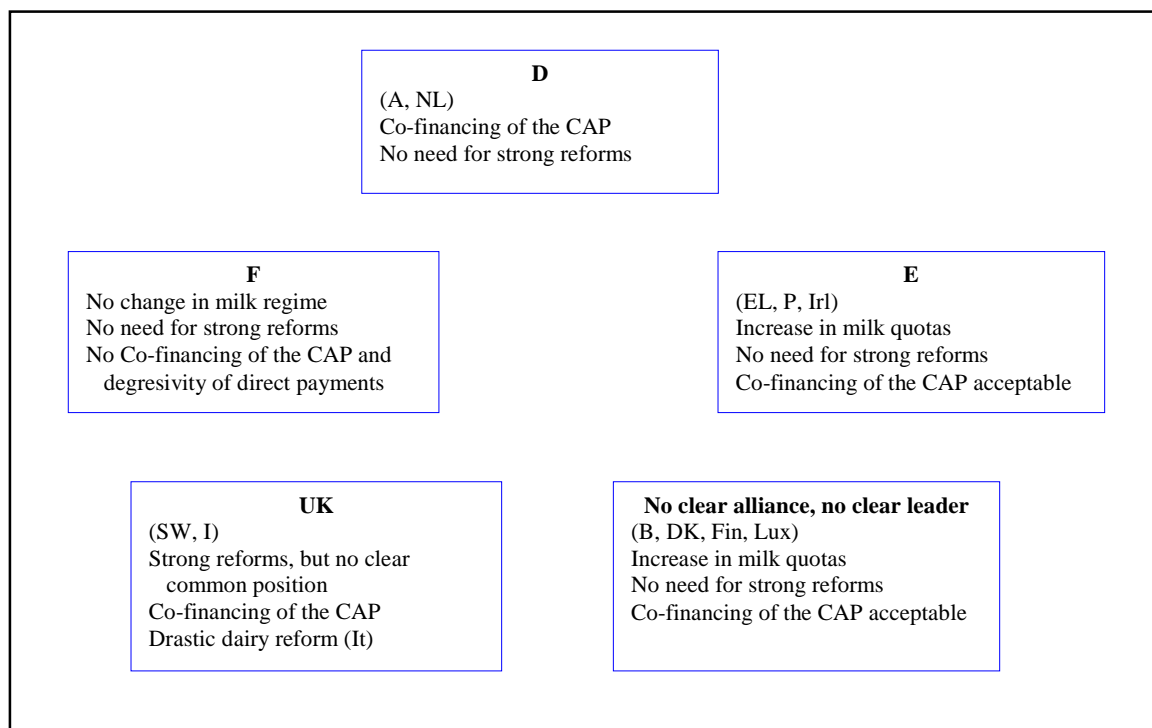 D
(A, NL)
Co-financing of the CAP
No need for strong reforms
F
No change in milk regime
No need for strong reforms
No Co-financing of the CAP and
degresivity of direct payments
E
(EL, P, Irl)
Increase in milk quotas
No need for strong reforms
Co-financing of the CAP acceptable
UK
(SW, I)
Strong reforms, but no clear
common position
Co-financing of the CAP
Drastic dairy reform (It)
No clear alliance, no clear leader
(B, DK, Fin, Lux)
Increase in milk quotas
No need for strong reforms
Co-financing of the CAP acceptable